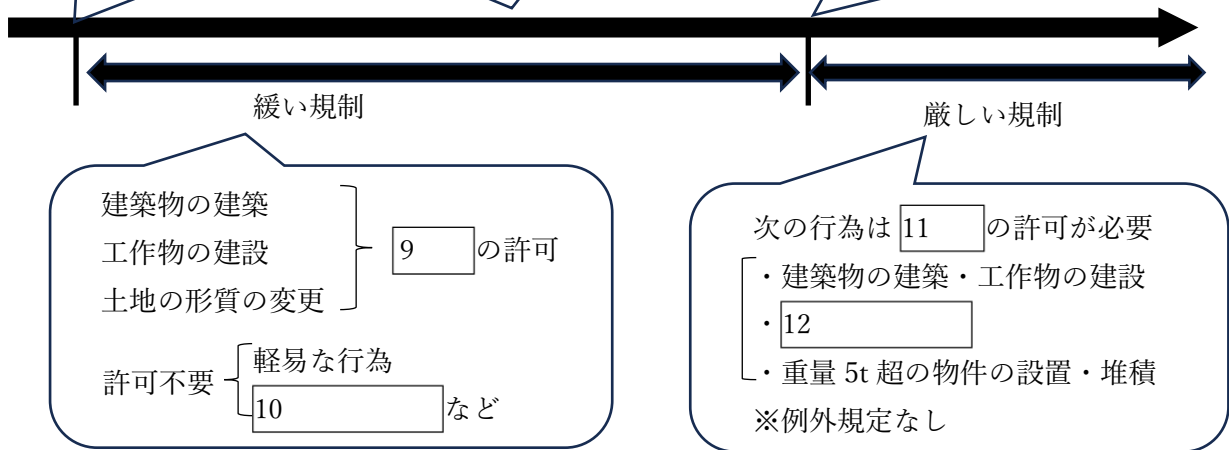 緩い規制
厳しい規制
建築物の建築
工作物の建設
土地の形質の変更
9 の許可
許可不要
軽易な行為
10 など
次の行為は 11 の許可が必要
・建築物の建築・工作物の建設
・12
・重量 5t 超の物件の設置・堆積
※例外規定なし